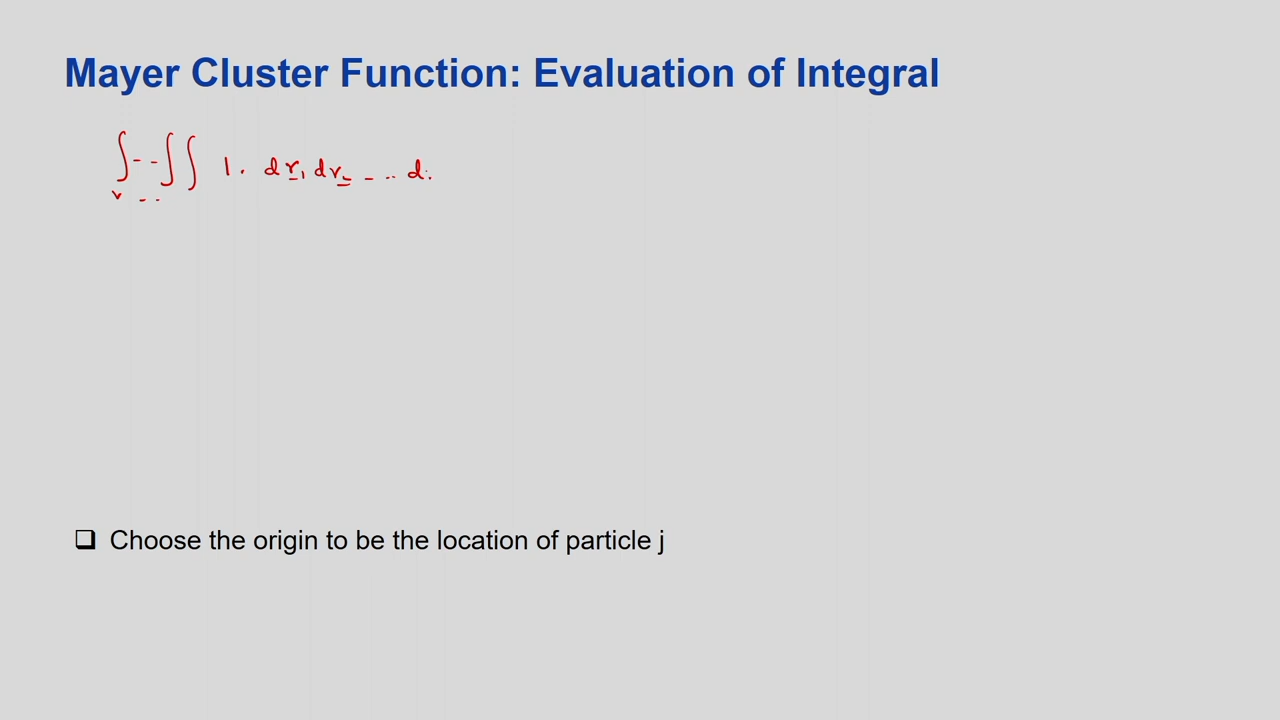 Mayer Cluster Function: Evaluation of Integral
∫--∫∫ 1. dr₁ dr₂ - -·· d
v - -·
Choose the origin to be the location of particle j